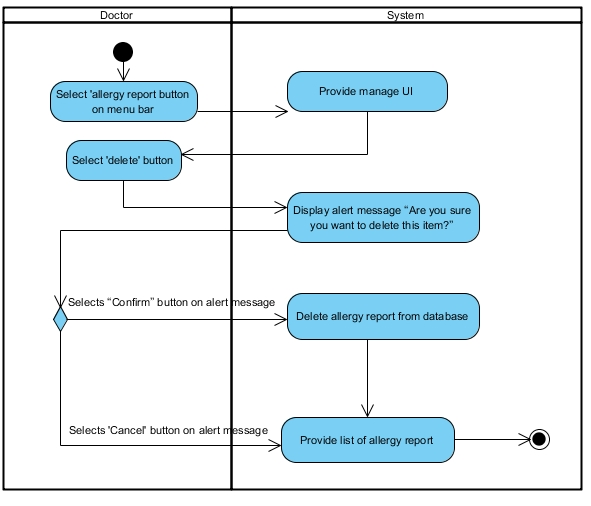 Doctor
System
Select 'allergy report button
on menu bar
Provide manage UI
Select 'delete' button
Display alert message “Are you sure
you want to delete this item?”
Selects “Confirm” button on alert message
Delete allergy report from database
Selects 'Cancel' button on alert message
Provide list of allergy report